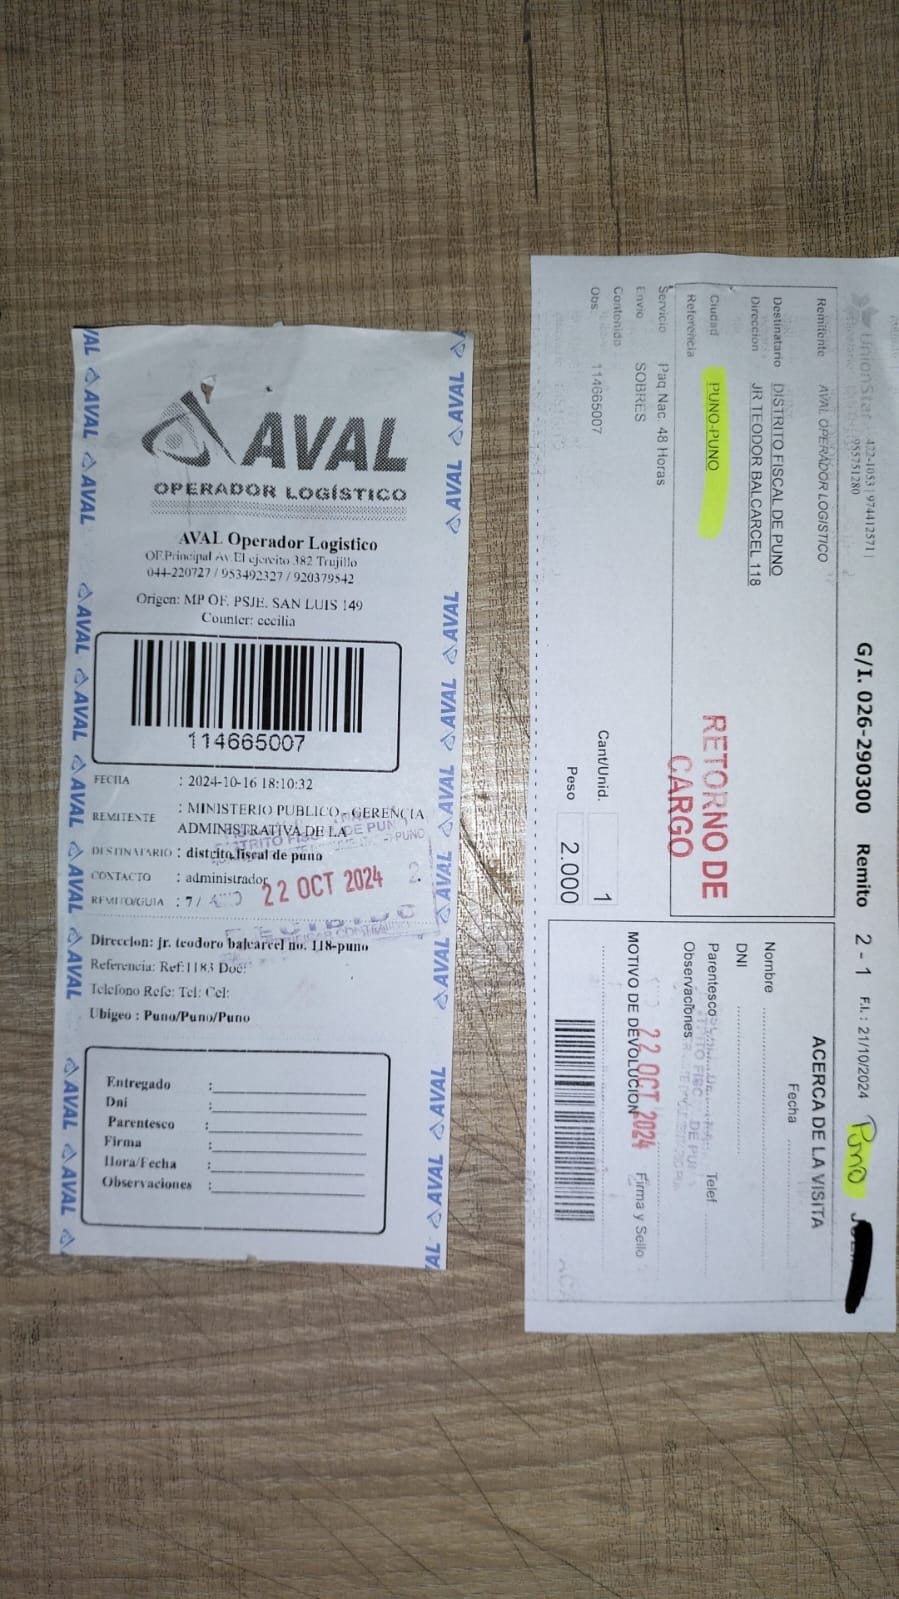 AVAL
OPERADOR LOGÍSTICO
AVAL Operador Logistico
OF.Principal Av. El ejercito 382 Trujillo
044-220727 / 953492327 / 920379542
Origen: MP OF. PSJE. SAN LUIS 149
Counter: cecilia
114665007
FECHA : 2024-10-16 18:10:32
REMITENTE : MINISTERIO PUBLICO - GERENCIA
ADMINISTRATIVA DE LA
DESTINATARIO : distrito fiscal de puno
CONTACTO : administrador
22 OCT 2024
REMITO/GUIA : 7 /
Direccion: jr. teodoro balcarcel no. 118-puno
Referencia: Ref:1183 Doc:
Telefono Refe: Tel: Cel:
Ubigeo : Puno/Puno/Puno
Entregado :
Dni :
Parentesco :
Firma :
Hora/Fecha :
Observaciones :
UnionStar
422-1053 | 974412571 |
955751280
G/I. 026-290300 Remito 2 - 1 F.I.: 21/10/2024 Puno
Remitente AVAL OPERADOR LOGISTICO
Destinatario DISTRITO FISCAL DE PUNO
Direccion JR TEODOR BALCARCEL 118
Ciudad PUNO-PUNO
Referencia
RETORNO DE
CARGO
Servicio Paq Nac. 48 Horas
Envio SOBRES
Contenido
Obs. 114665007
Cant/Unid. 1
Peso 2.000
ACERCA DE LA VISITA
Fecha
Nombre
DNI
Parentesco Telef
Observaciones
22 OCT 2024
MOTIVO DE DEVOLUCION Firma y Sello